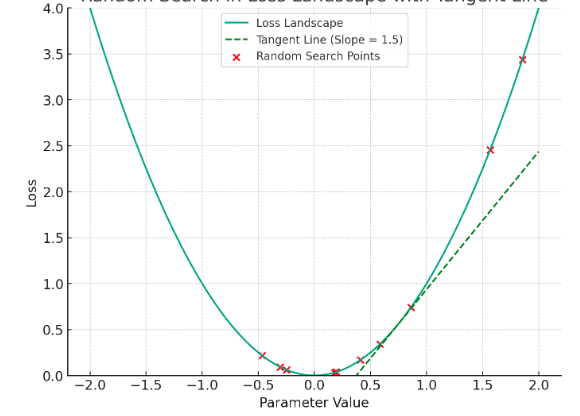 Random Search in Loss Landscape with Tangent Line
Loss Landscape
Tangent Line (Slope = 1.5)
Random Search Points
4.0
3.5
3.0
2.5
2.0
1.5
1.0
0.5
0.0
Loss
−2.0 −1.5 −1.0 −0.5 0.0 0.5 1.0 1.5 2.0
Parameter Value